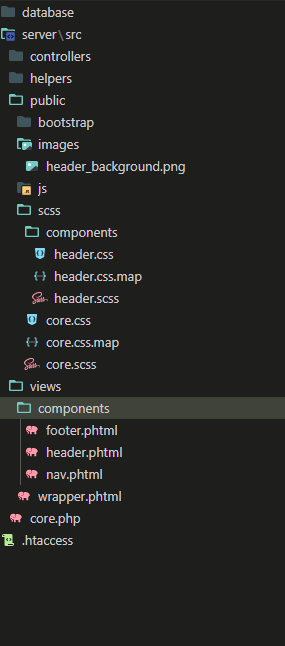 database
server\src
controllers
helpers
public
bootstrap
images
header_background.png
js
scss
components
header.css
header.css.map
header.scss
core.css
core.css.map
core.scss
views
components
footer.phtml
header.phtml
nav.phtml
wrapper.phtml
core.php
.htaccess